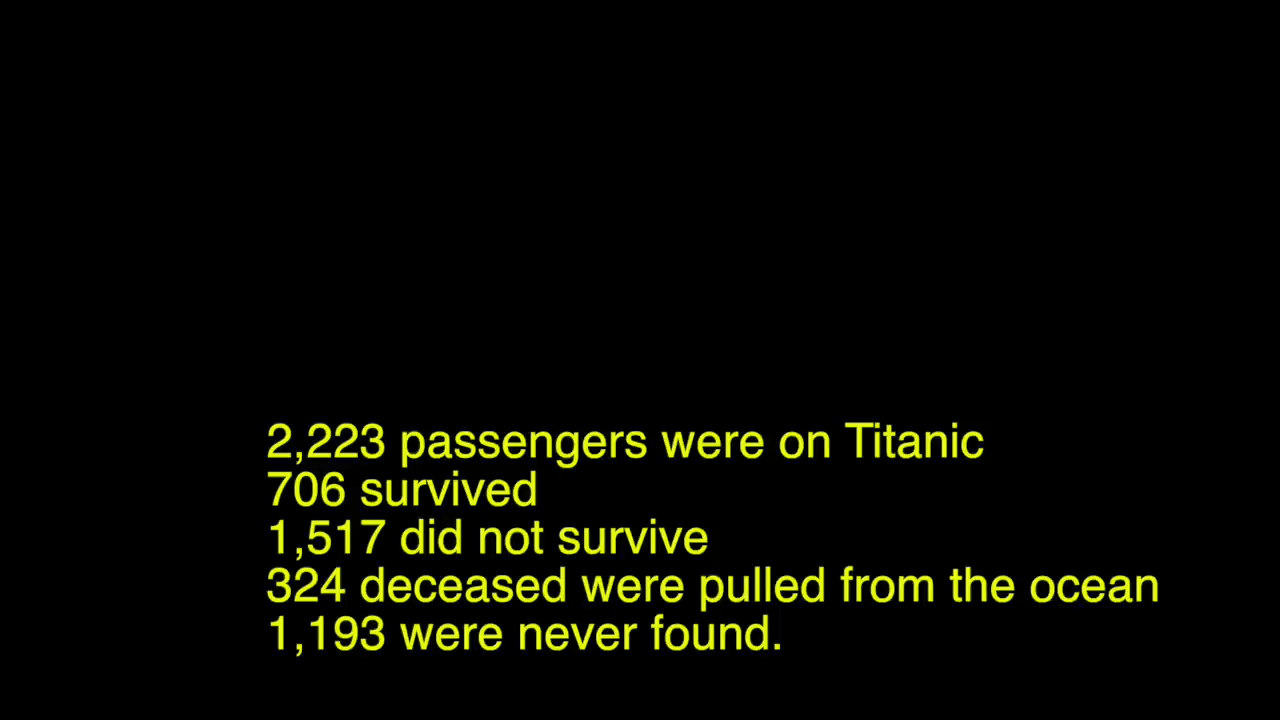 2,223 passengers were on Titanic
706 survived
1,517 did not survive
324 deceased were pulled from the ocean
1,193 were never found.